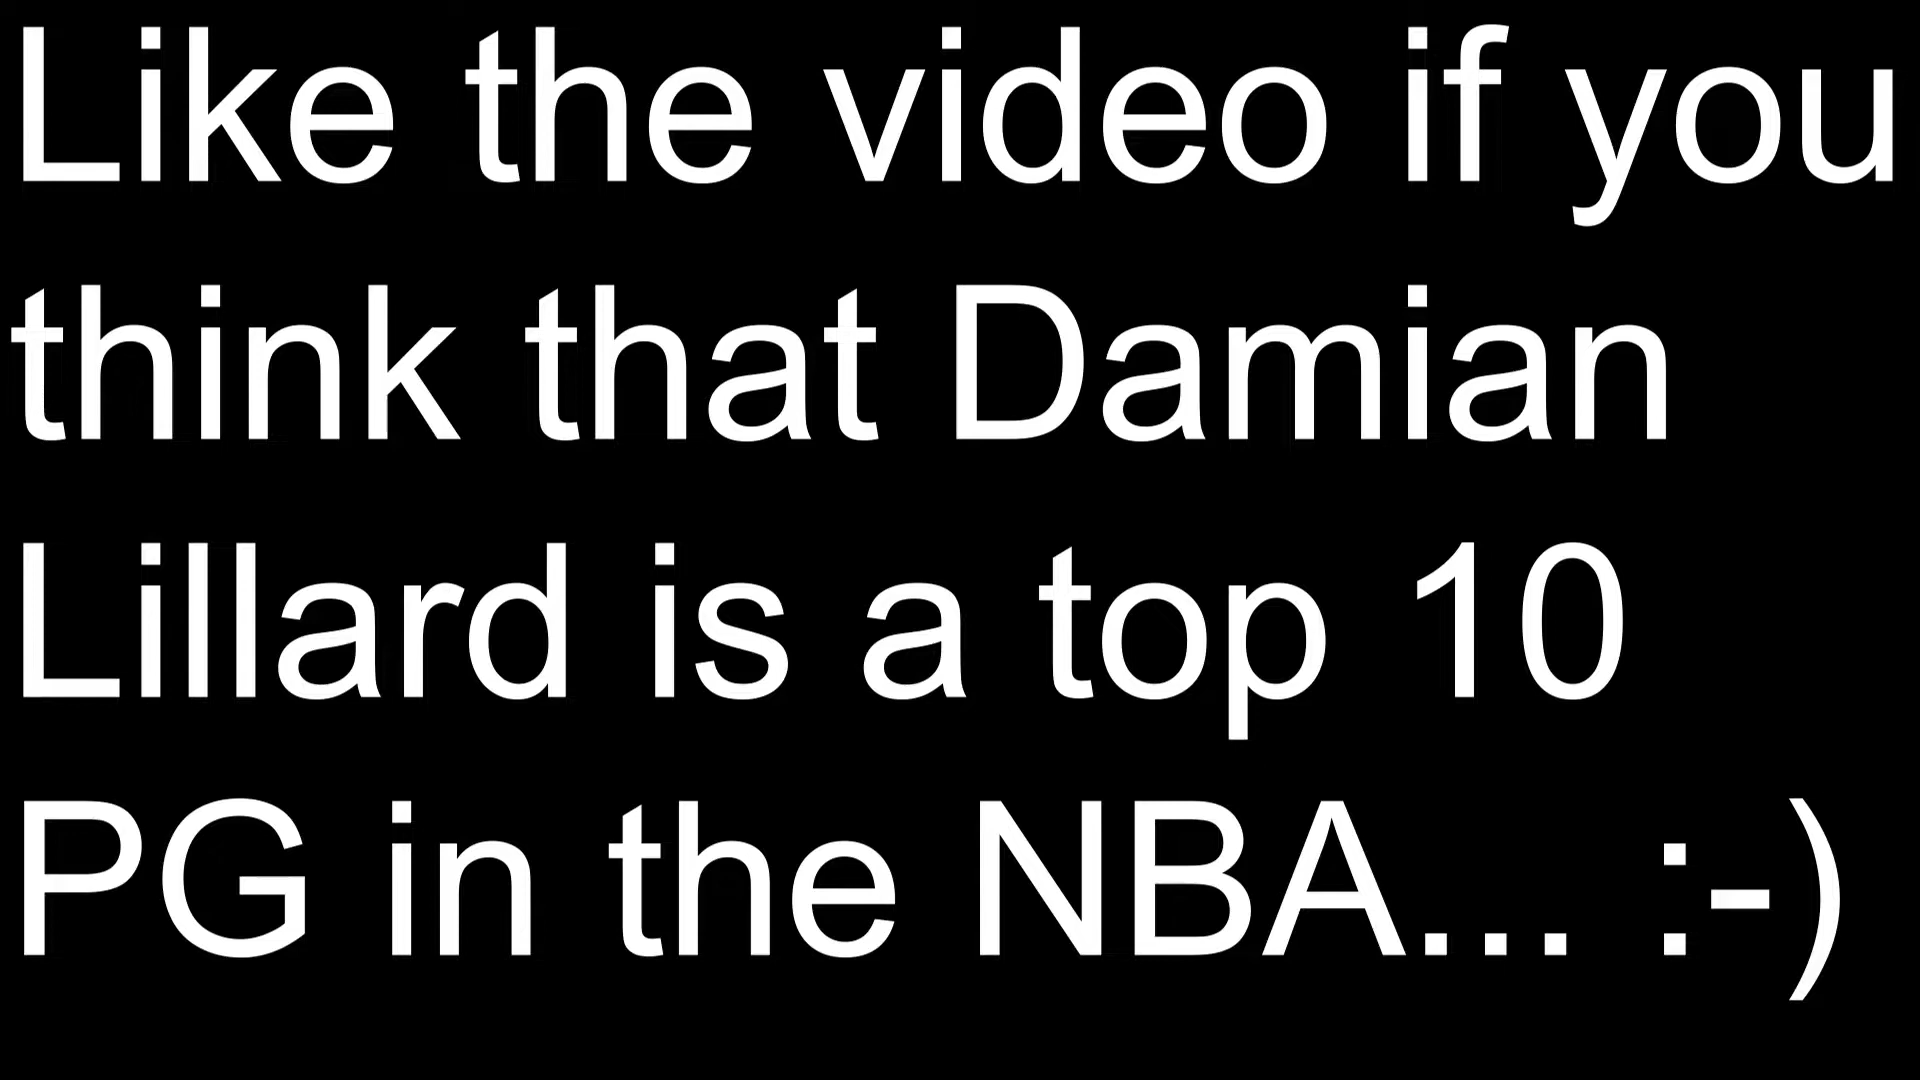 Like the video if you
think that Damian
Lillard is a top 10
PG in the NBA... :-)